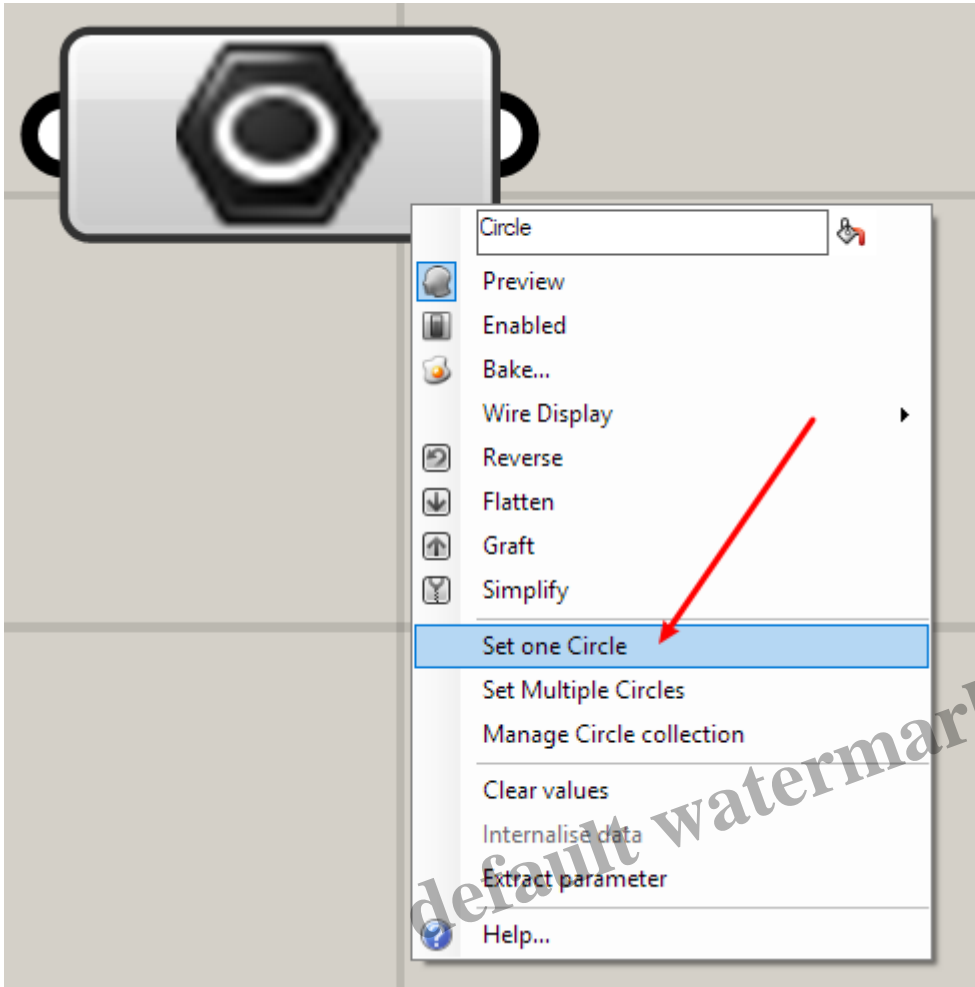 Circle
Preview
Enabled
Bake...
Wire Display
Reverse
Flatten
Graft
Simplify
Set one Circle
Set Multiple Circles
Manage Circle collection
Clear values
Internalise data
Extract parameter
Help...
default watermark